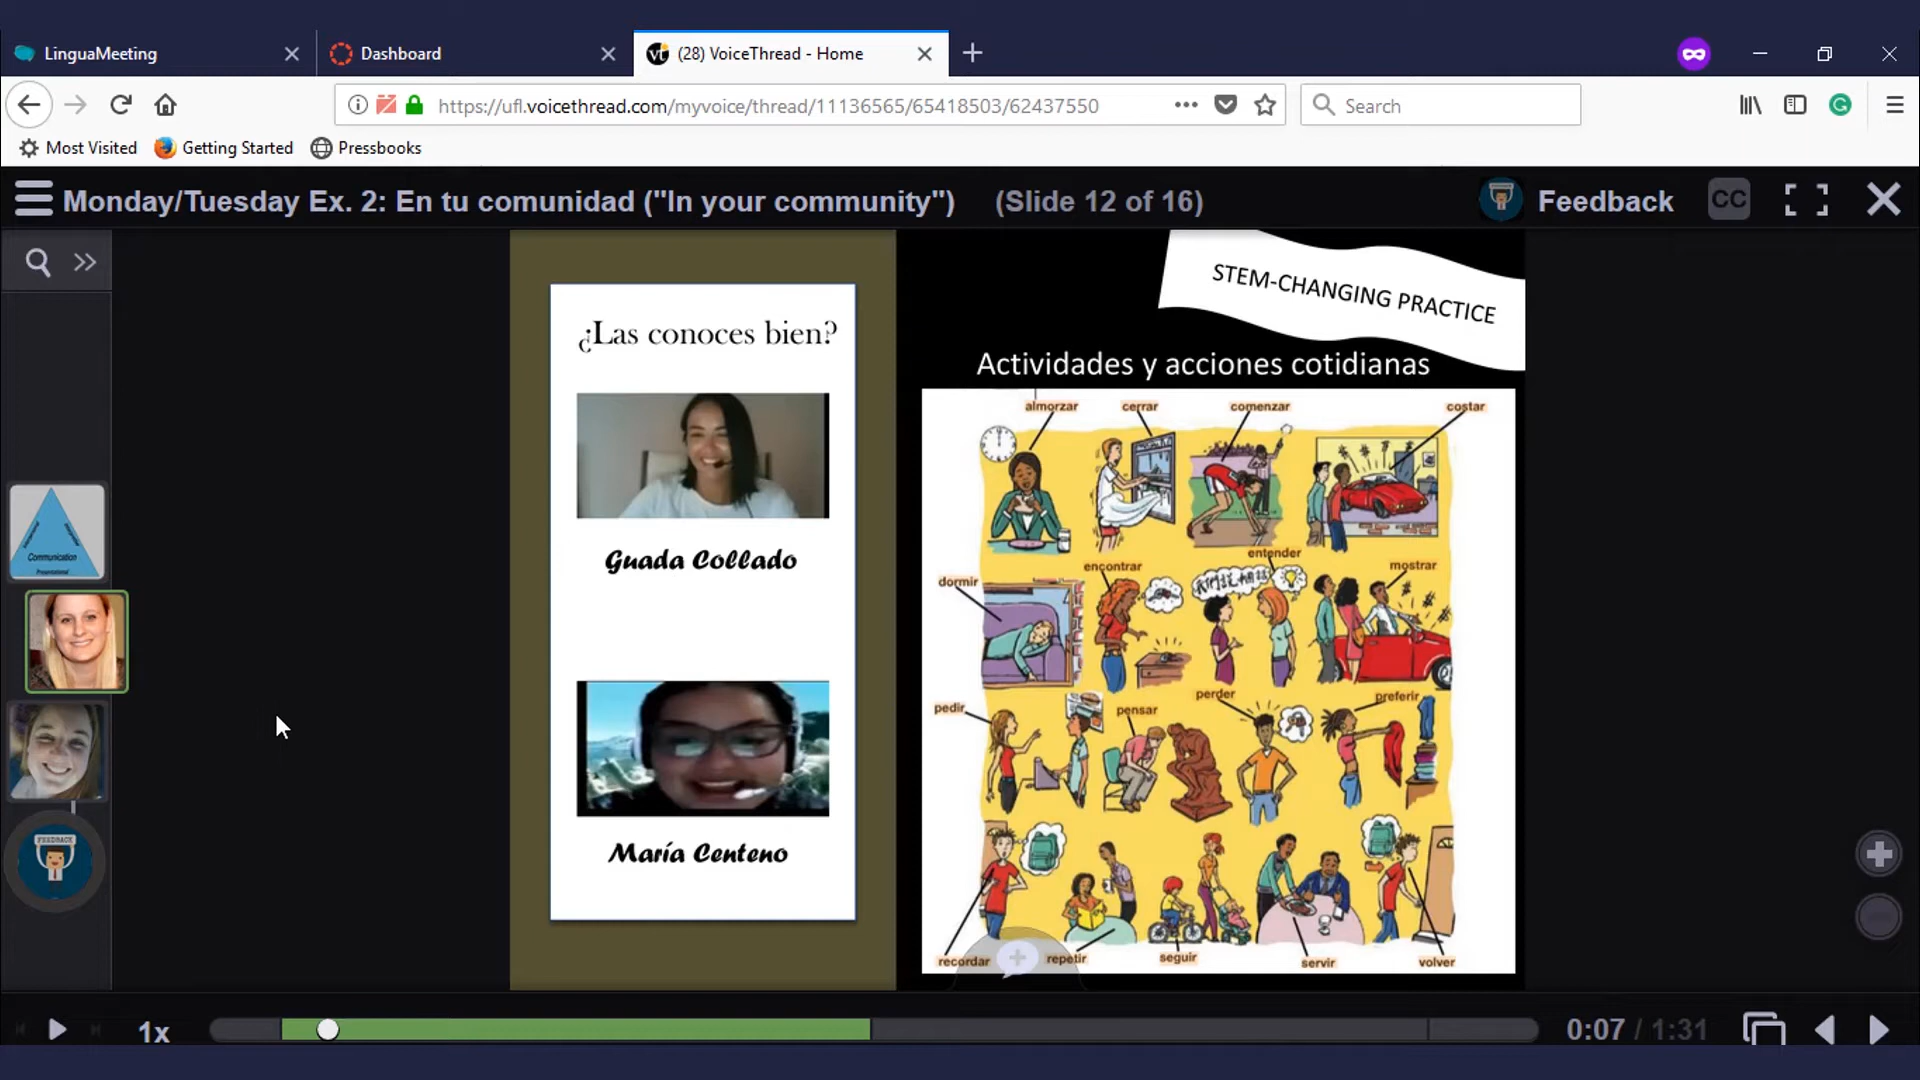 LinguaMeeting
Dashboard
(28) VoiceThread - Home
https://ufl.voicethread.com/myvoice/thread/11136565/65418503/62437550
Search
Most Visited
Getting Started
Pressbooks
Monday/Tuesday Ex. 2: En tu comunidad ("In your community")
(Slide 12 of 16)
Feedback
CC
STEM-CHANGING PRACTICE
¿Las conoces bien?
Guada Collado
María Centeno
Actividades y acciones cotidianas
almorzar cerrar comenzar costar
dormir encontrar entender mostrar
pedir pensar perder preferir
recordar repetir seguir servir volver
Communication
Presentational
FEEDBACK
1x
0:07 / 1:31